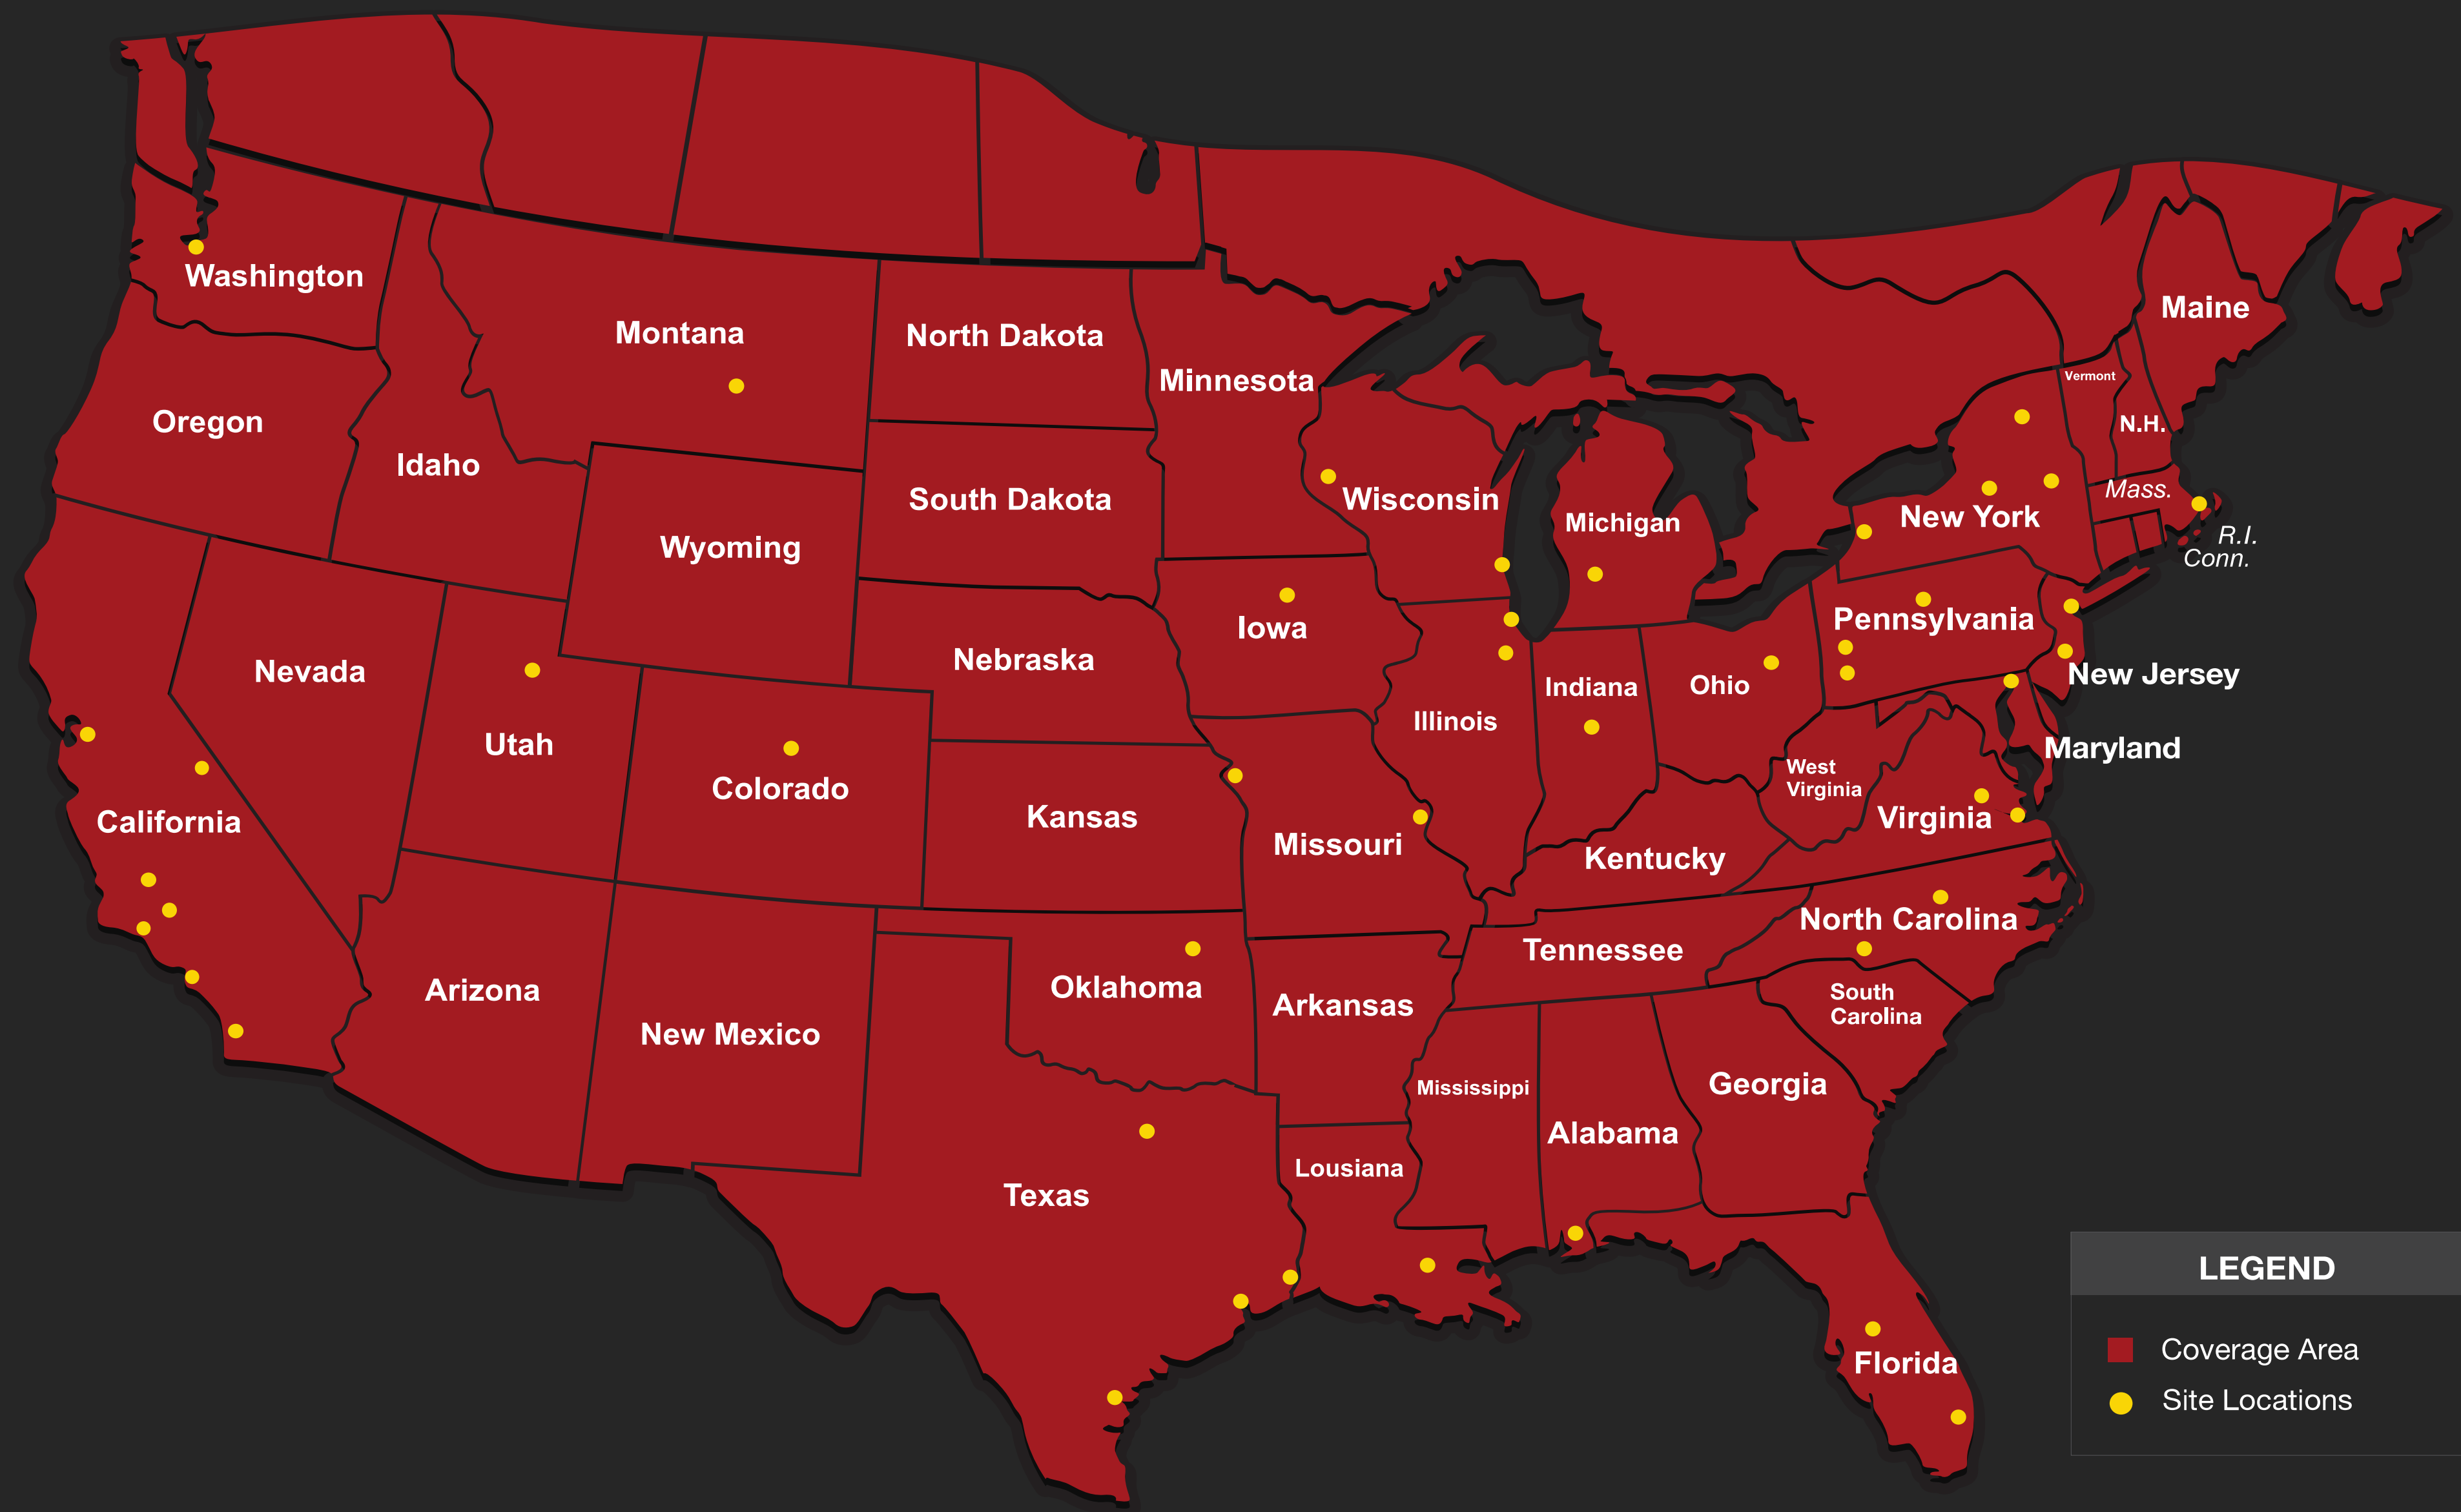 Washington
Montana
North Dakota
Minnesota
Maine
Vermont
Oregon
Idaho
N.H.
Wyoming
South Dakota
Wisconsin
Michigan
New York
Mass.
R.I.
Conn.
Nevada
Utah
Colorado
Nebraska
Iowa
Illinois
Indiana
Ohio
Pennsylvania
New Jersey
Maryland
California
Kansas
Missouri
Kentucky
West
Virginia
Virginia
Arizona
New Mexico
Oklahoma
Arkansas
Tennessee
North Carolina
South
Carolina
Texas
Lousiana
Mississippi
Alabama
Georgia
Florida
LEGEND
Coverage Area
Site Locations